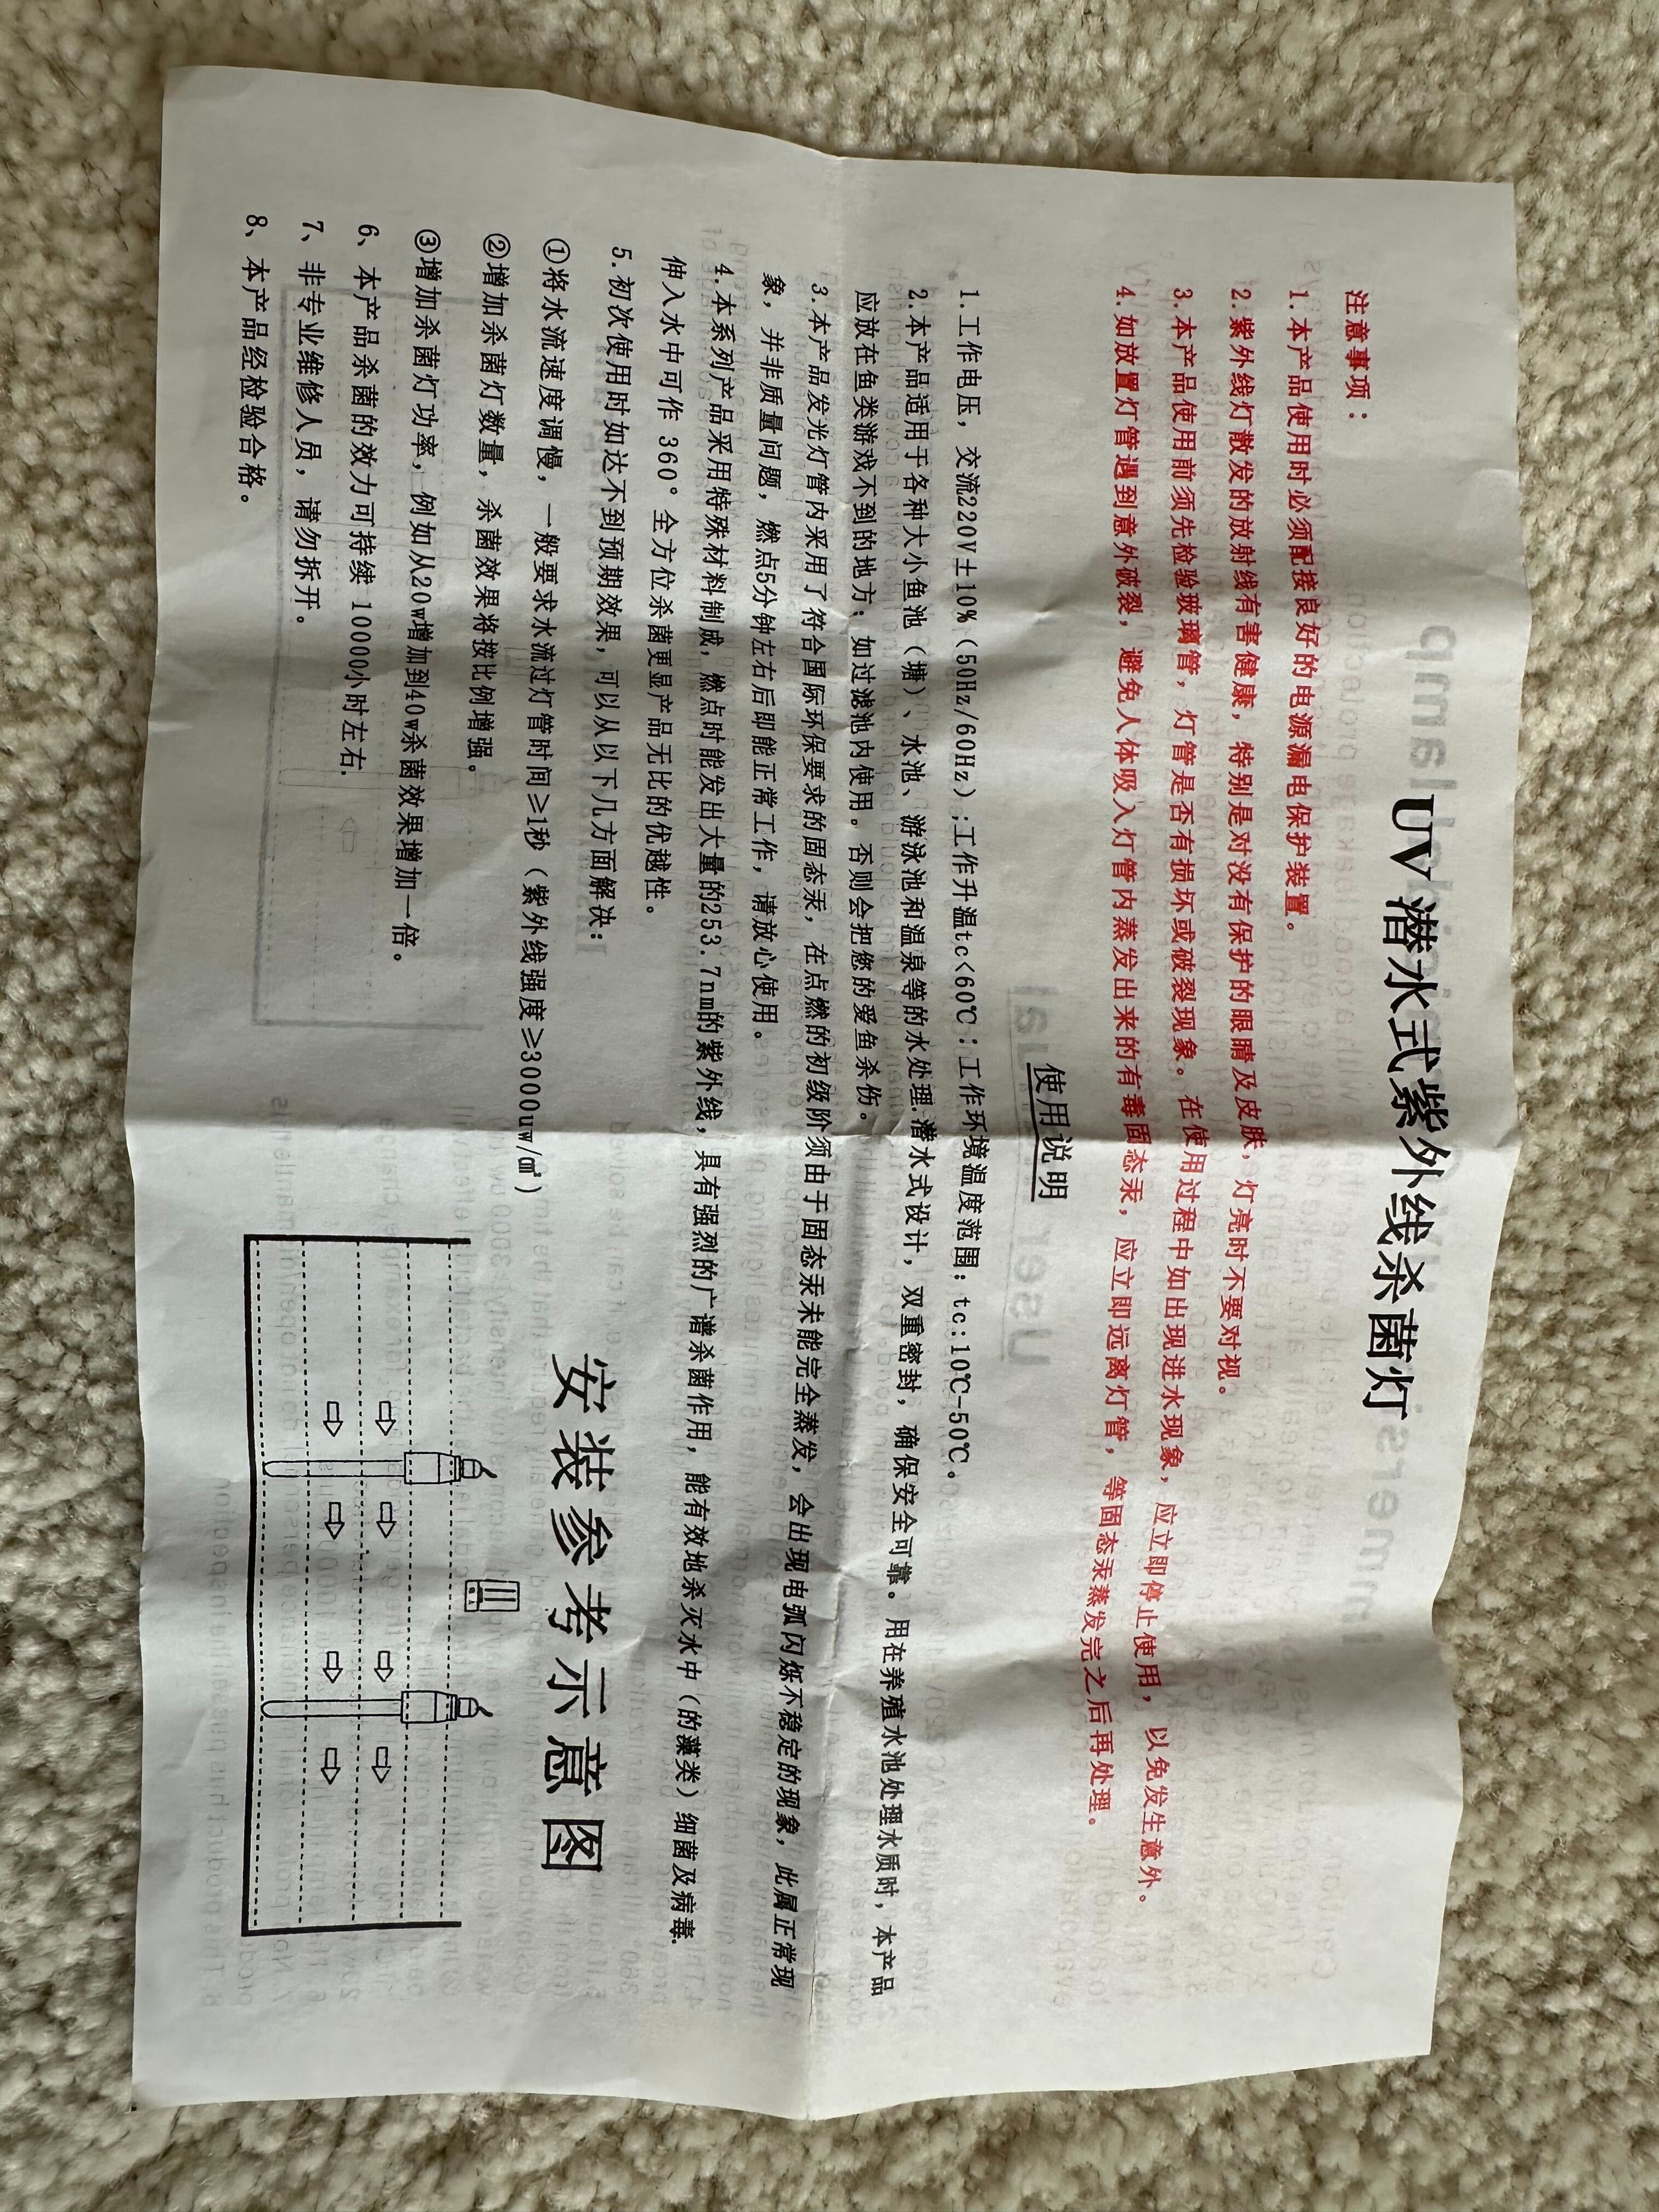 UV潜水式紫外线杀菌灯
注意事项：
1.本产品使用时必须配接良好的电源漏电保护装置。
2.紫外线灯散发的放射线有害健康，特别是对没有保护的眼睛及皮肤，灯亮时不要对视。
3.本产品使用前须先检验玻璃管，灯管是否有损坏或破裂现象。在使用过程中如出现进水现象，应立即停止使用，以免发生意外。
4.如放置灯管遇到意外破裂，避免人体吸入灯管内蒸发出来的有毒固态汞，应立即远离灯管，等固态汞蒸发完之后再处理。
使用说明
1.工作电压，交流220V±10%（50Hz/60Hz）;工作升温tc<60℃：工作环境温度范围：tc:10℃-50℃。
2.本产品适用于各种大小鱼池（塘）、水池、游泳池和温泉等的水处理.潜水式设计，双重密封，确保安全可靠。用在养殖水池处理水质时，本产品
应放在鱼类游戏不到的地方，如过滤池内使用。否则会把您的爱鱼杀伤。
3.本产品发光灯管内采用了符合国际环保要求的固态汞，在点燃的初级阶须由于固态汞未能完全蒸发，会出现电弧闪烁不稳定的现象，此属正常现
象，并非质量问题，燃点5分钟左右后即能正常工作，请放心使用。
4.本系列产品采用特殊材料制成，燃点时能发出大量的253.7nm的紫外线，具有强烈的广谱杀菌作用，能有效地杀灭水中（的藻类）细菌及病毒.
伸入水中可作 360°全方位杀菌更显产品无比的优越性。
5.初次使用时如达不到预期效果，可以从以下几方面解决：
①将水流速度调慢，一般要求水流过灯管时间≥1秒（紫外线强度≥3000uw/c㎡）
②增加杀菌灯数量，杀菌效果将按比例增强。
③增加杀菌灯功率，例如从20w增加到40w杀菌效果增加一倍。
6、本产品杀菌的效力可持续 10000小时左右.
7、非专业维修人员，请勿拆开。
8、本产品经检验合格。
安装参考示意图